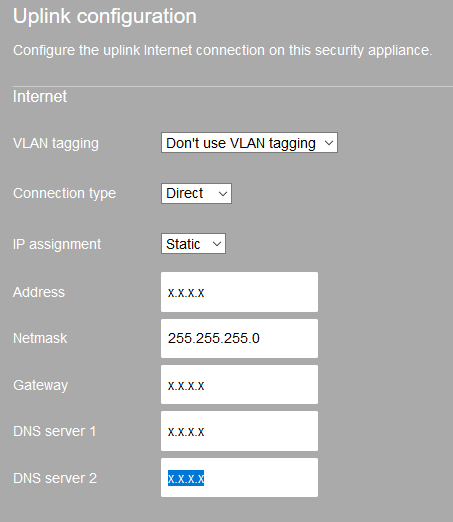 Uplink configuration
Configure the uplink Internet connection on this security appliance.
Internet
VLAN tagging Don't use VLAN tagging
Connection type Direct
IP assignment Static
Address x.x.x.x
Netmask 255.255.255.0
Gateway x.x.x.x
DNS server 1 x.x.x.x
DNS server 2 x.x.x.x